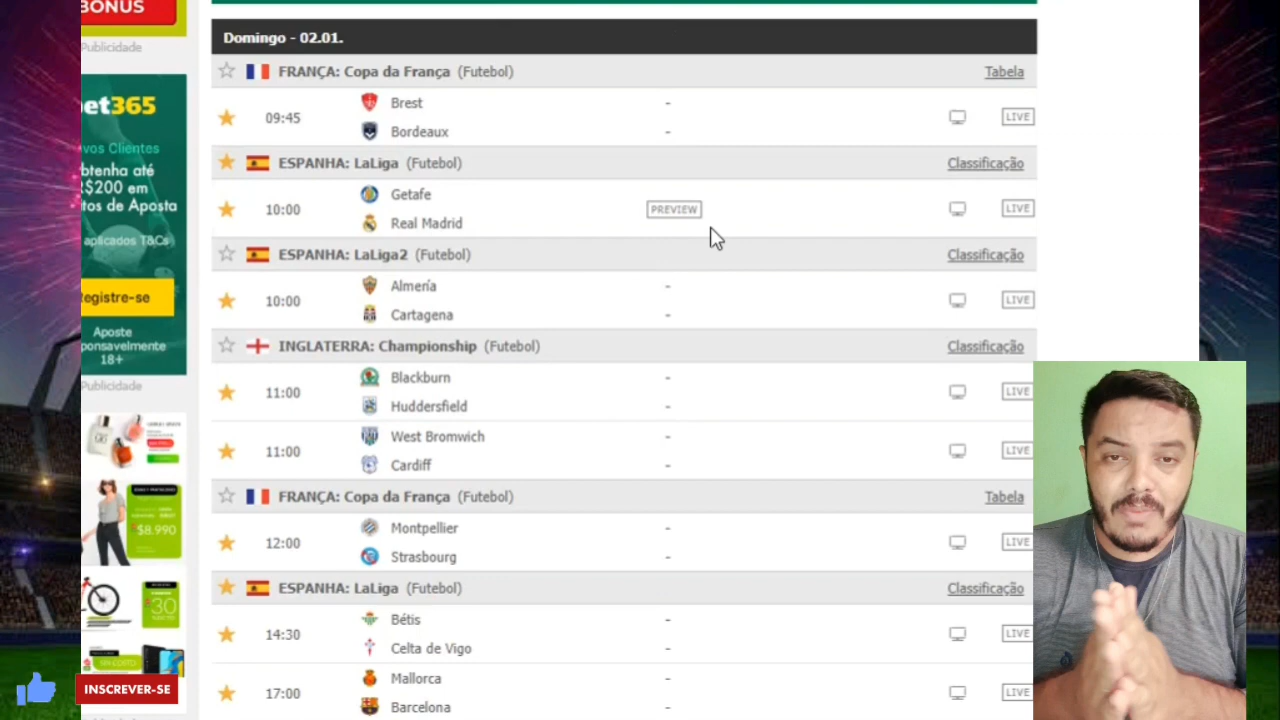 BONUS
Publicidade
et365
vos Clientes
btenha até
$200 em
tos de Aposta
aplicados T&Cs
egistre-se
Aposte
ponsavelmente
18+
Publicidade
$8.990
30
INSCREVER-SE
Domingo - 02.01.
FRANÇA: Copa da França (Futebol) Tabela
09:45 Brest - LIVE
Bordeaux -
ESPANHA: LaLiga (Futebol) Classificação
10:00 Getafe PREVIEW LIVE
Real Madrid
ESPANHA: LaLiga2 (Futebol) Classificação
10:00 Almería - LIVE
Cartagena -
INGLATERRA: Championship (Futebol) Classificação
11:00 Blackburn - LIVE
Huddersfield -
11:00 West Bromwich - LIVE
Cardiff -
FRANÇA: Copa da França (Futebol) Tabela
12:00 Montpellier - LIVE
Strasbourg -
ESPANHA: LaLiga (Futebol) Classificação
14:30 Bétis - LIVE
Celta de Vigo -
17:00 Mallorca - LIVE
Barcelona -